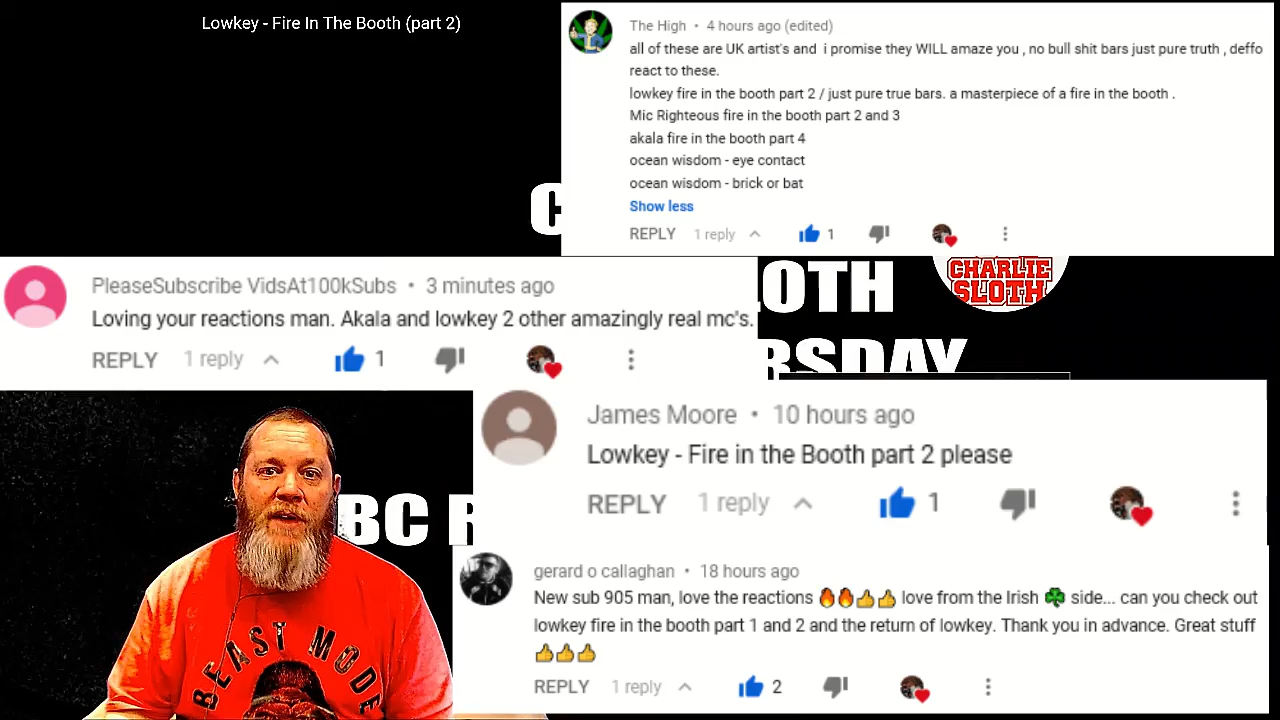 Lowkey - Fire In The Booth (part 2)
The High • 4 hours ago (edited)
all of these are UK artist's and i promise they WILL amaze you , no bull shit bars just pure truth , deffo
react to these.
lowkey fire in the booth part 2 / just pure true bars. a masterpiece of a fire in the booth .
Mic Righteous fire in the booth part 2 and 3
akala fire in the booth part 4
ocean wisdom - eye contact
ocean wisdom - brick or bat
Show less
REPLY 1 reply 1
C
OTH
CHARLIE
SLOTH
RSDAY
PleaseSubscribe VidsAt100kSubs • 3 minutes ago
Loving your reactions man. Akala and lowkey 2 other amazingly real mc's.
REPLY 1 reply 1
James Moore • 10 hours ago
Lowkey - Fire in the Booth part 2 please
REPLY 1 reply 1
BC R
gerard o callaghan • 18 hours ago
New sub 905 man, love the reactions 🔥🔥👍👍 love from the Irish ☘️ side... can you check out
lowkey fire in the booth part 1 and 2 and the return of lowkey. Thank you in advance. Great stuff
👍👍👍
REPLY 1 reply 2
BEAST MODE